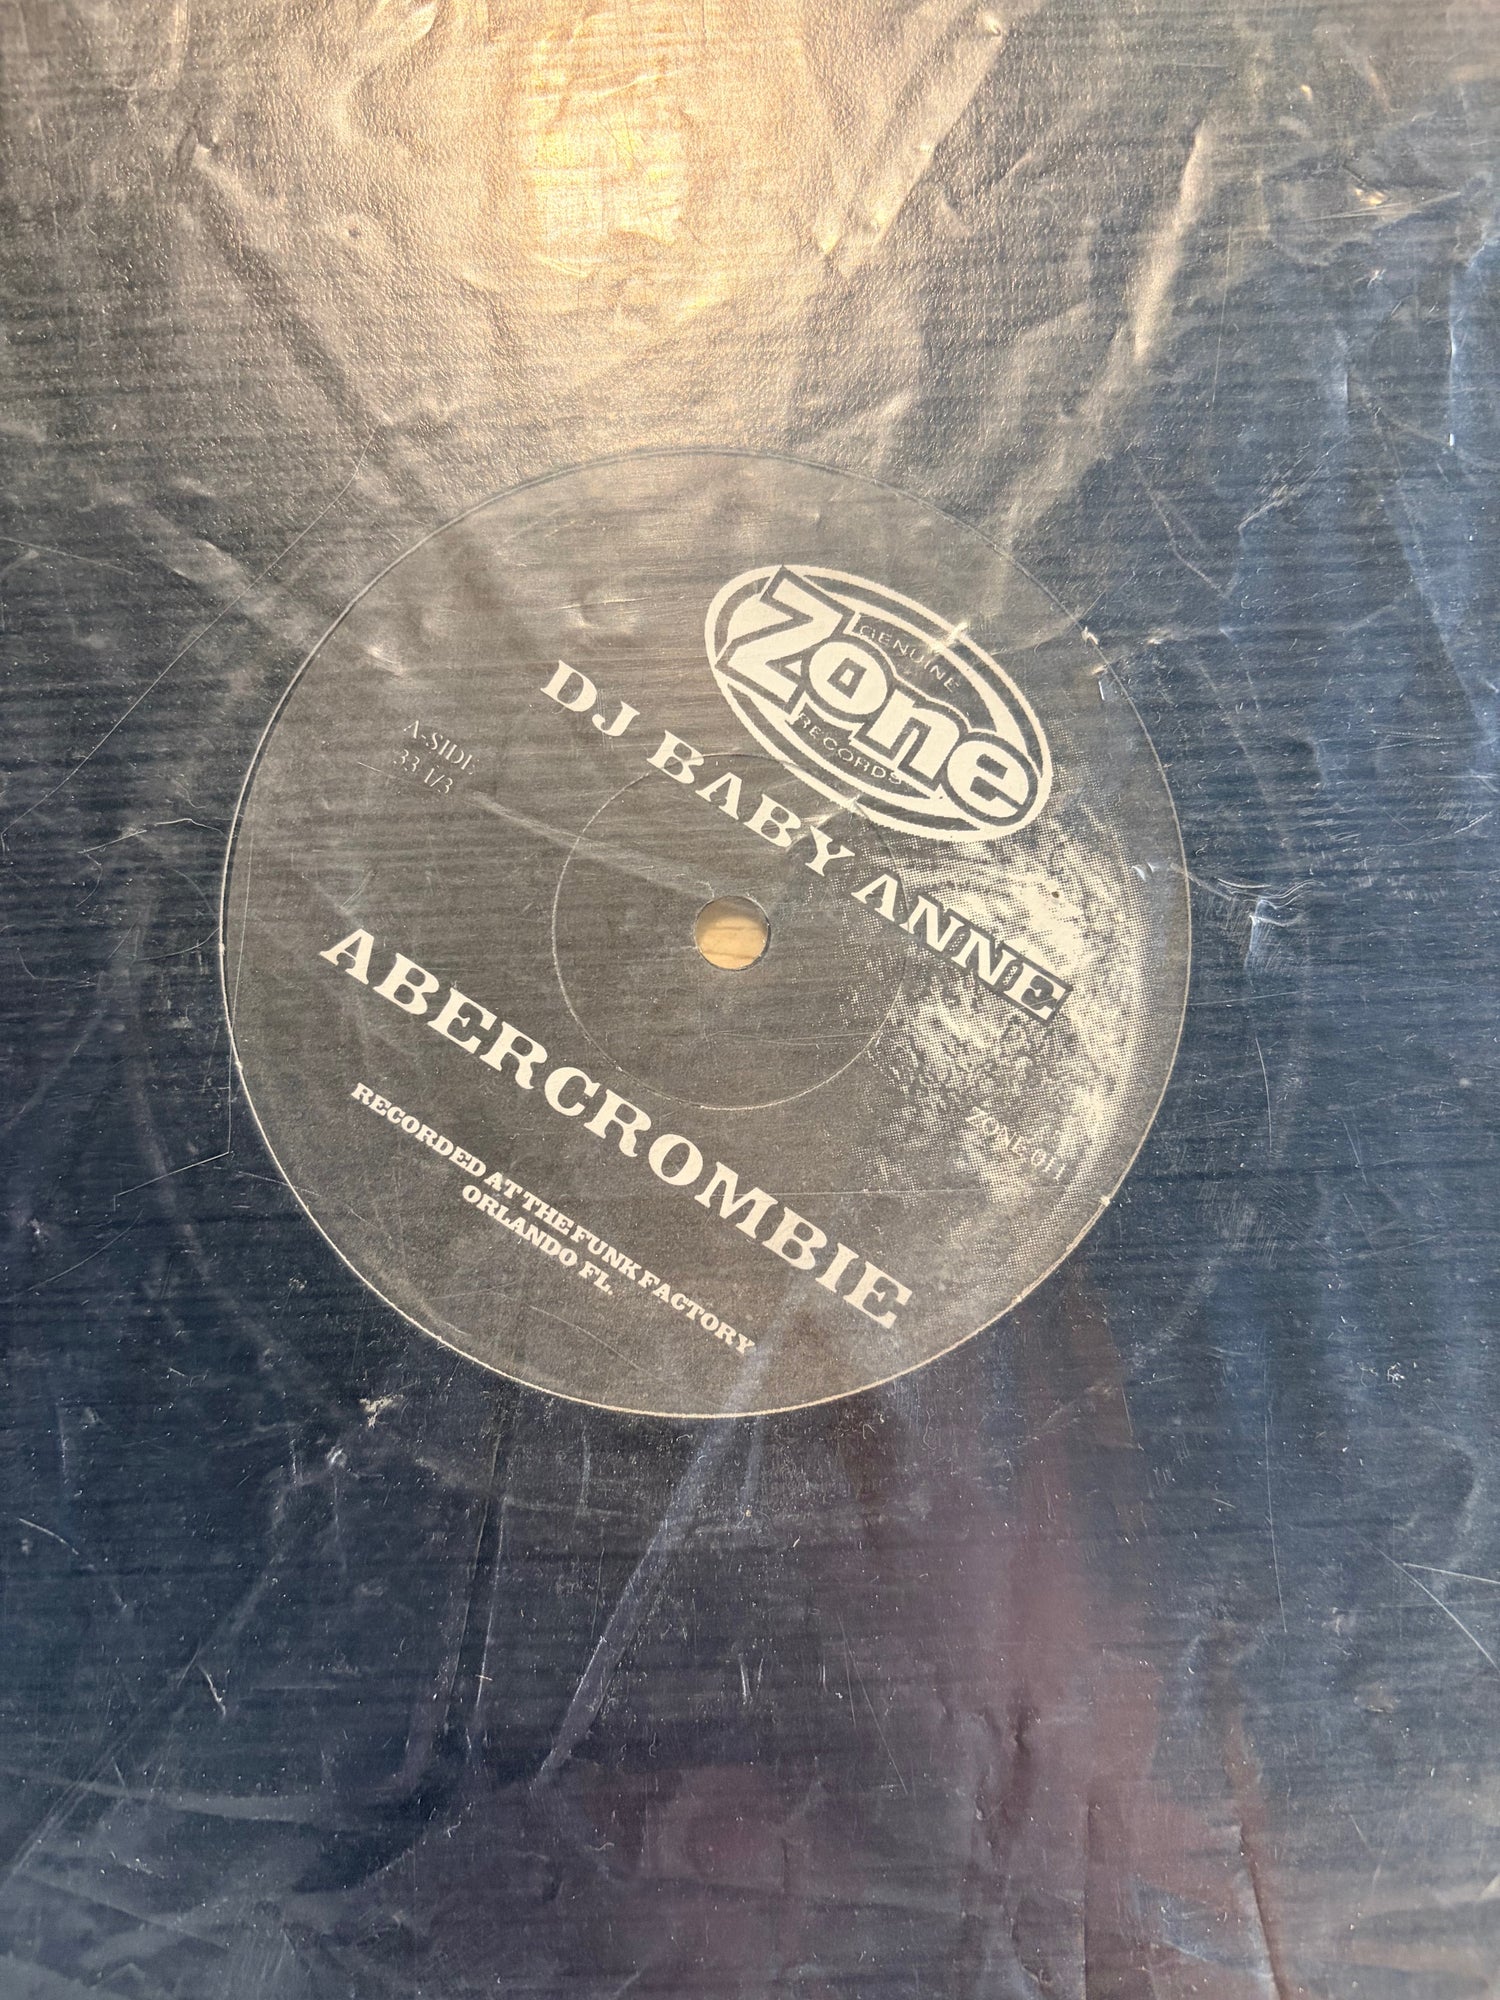 GENUINE
Zone
RECORDS
DJ BABY ANNE
A-SIDE
33 1/3
ZONE 011
ABERCROMBIE
RECORDED AT THE FUNK FACTORY
ORLANDO FL.